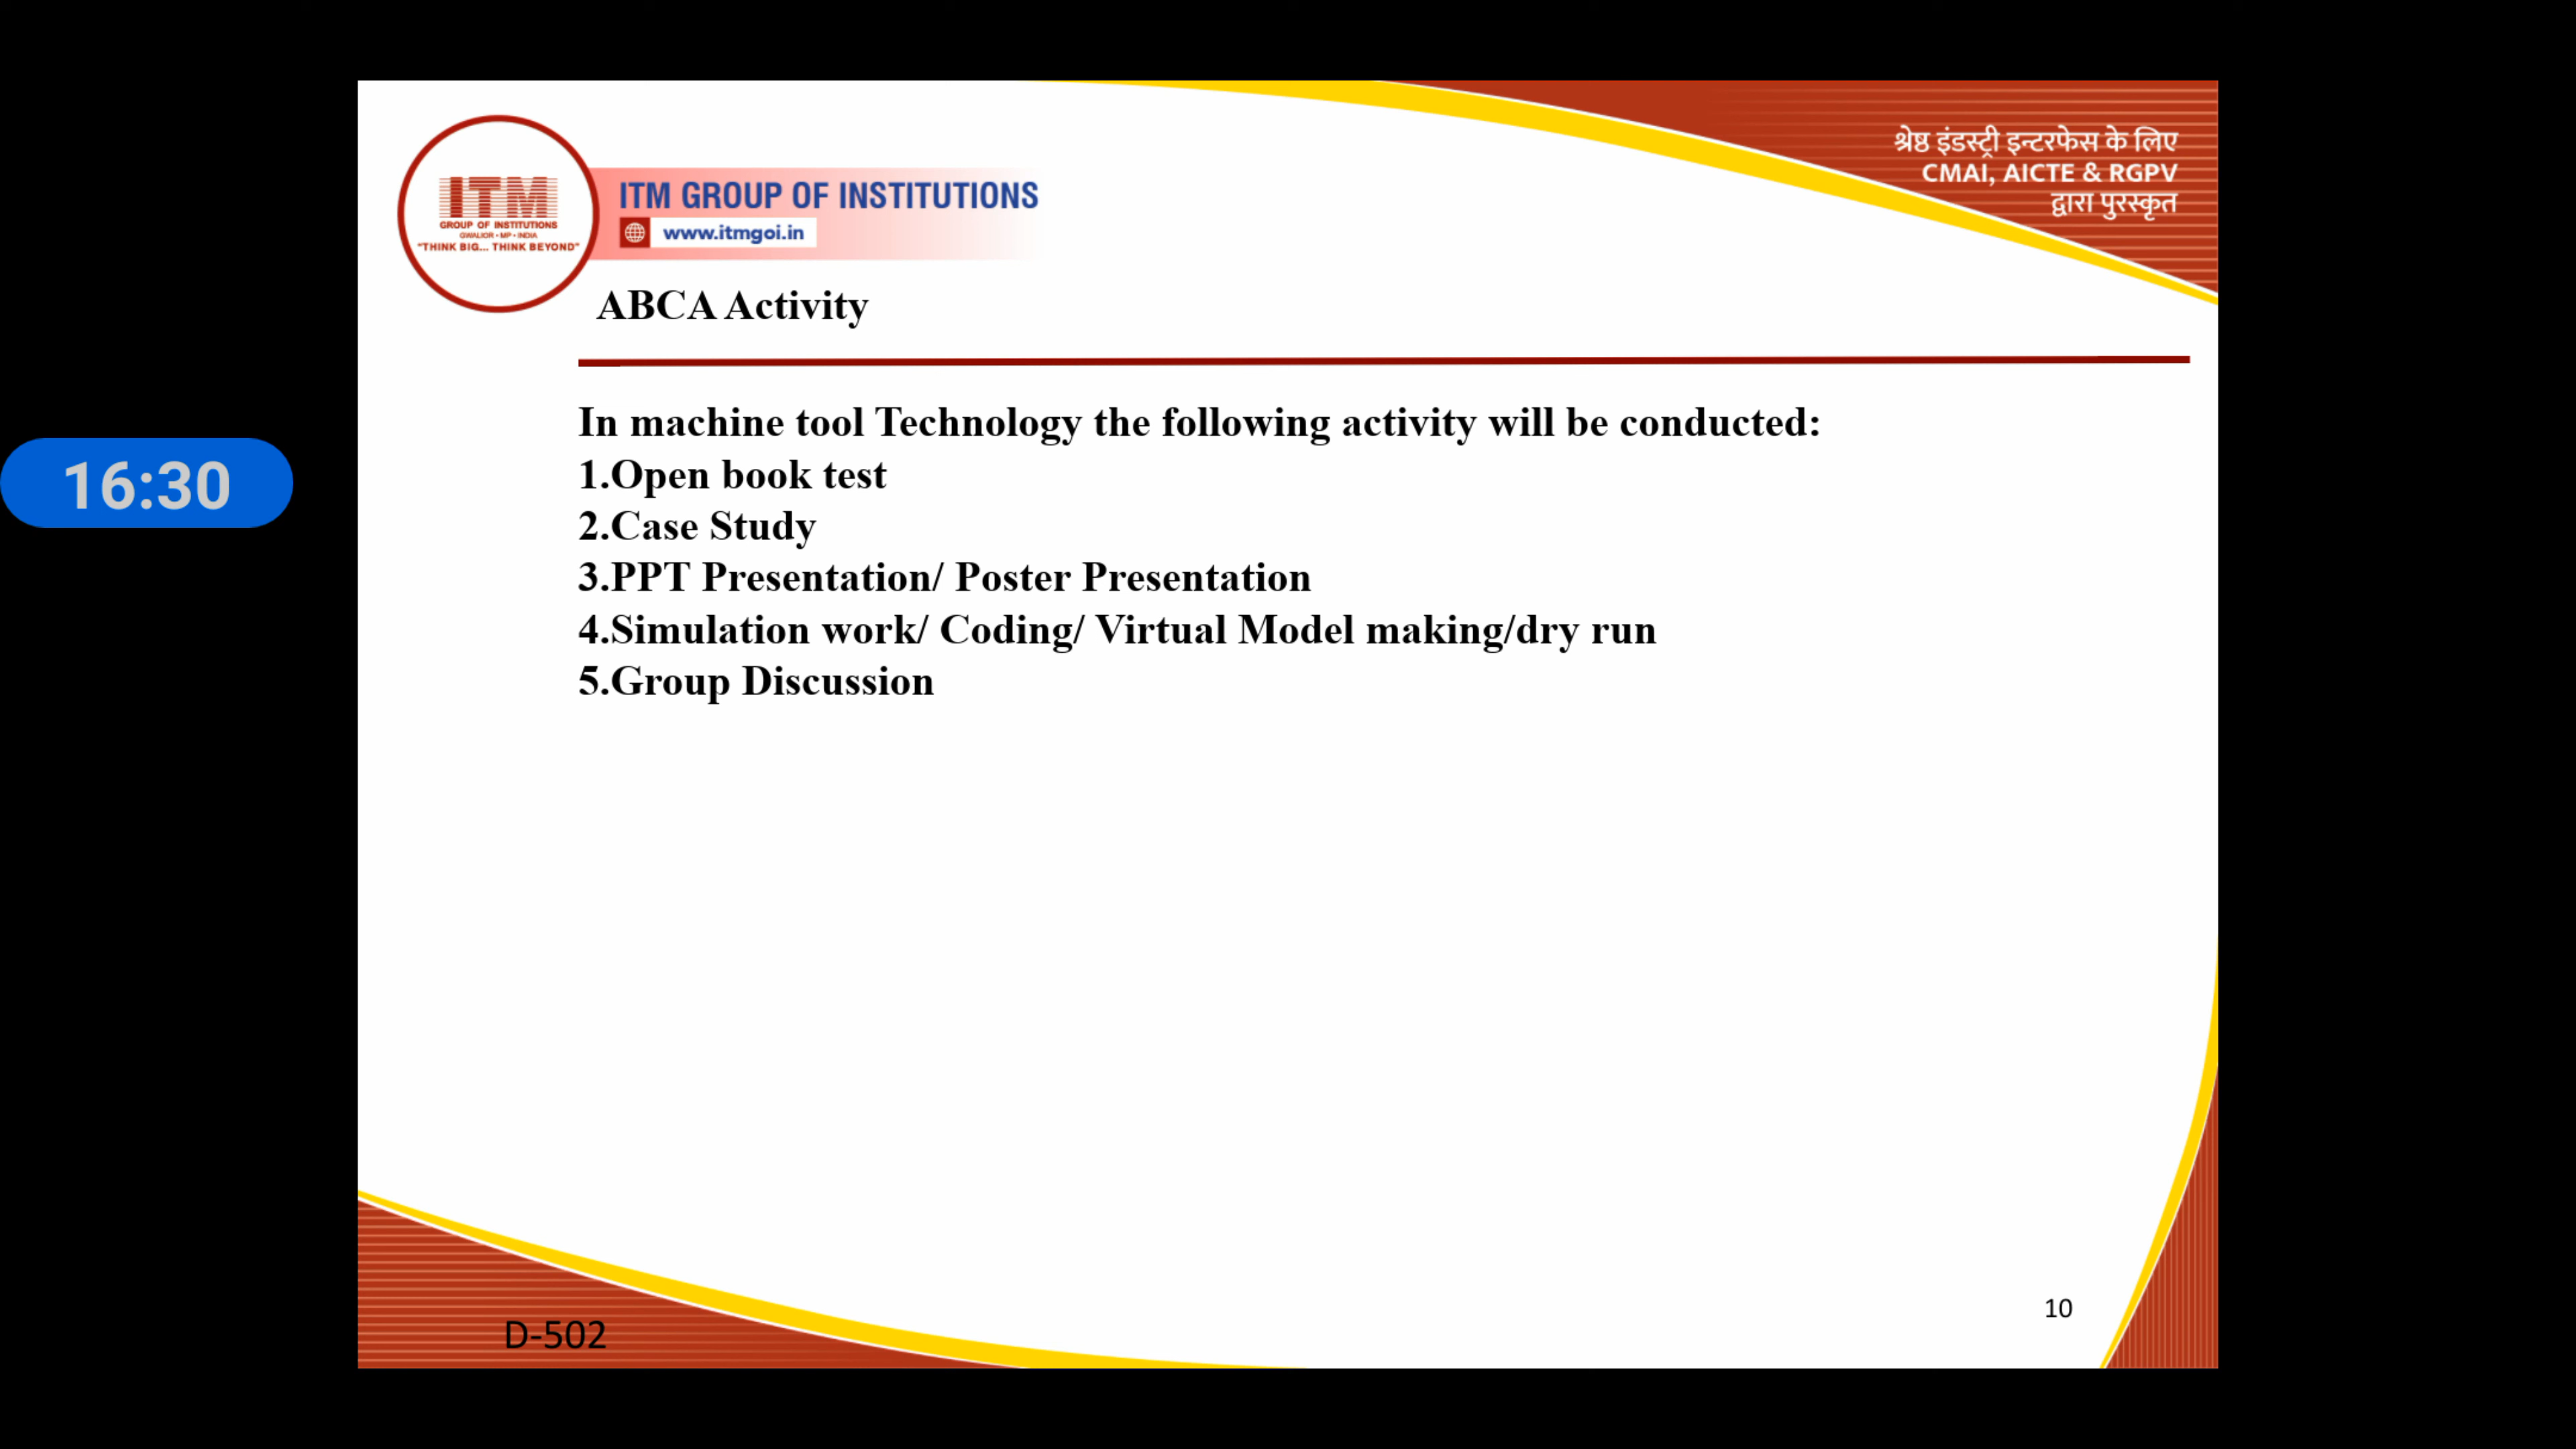 श्रेष्ठ इंडस्ट्री इन्टरफेस के लिए
CMAI, AICTE & RGPV
द्वारा पुरस्कृत
ITM
GROUP OF INSTITUTIONS
GWALIOR • MP • INDIA
"THINK BIG... THINK BEYOND"
ITM GROUP OF INSTITUTIONS
www.itmgoi.in
ABCA Activity
16:30
In machine tool Technology the following activity will be conducted:
1.Open book test
2.Case Study
3.PPT Presentation/ Poster Presentation
4.Simulation work/ Coding/ Virtual Model making/dry run
5.Group Discussion
10
D-502